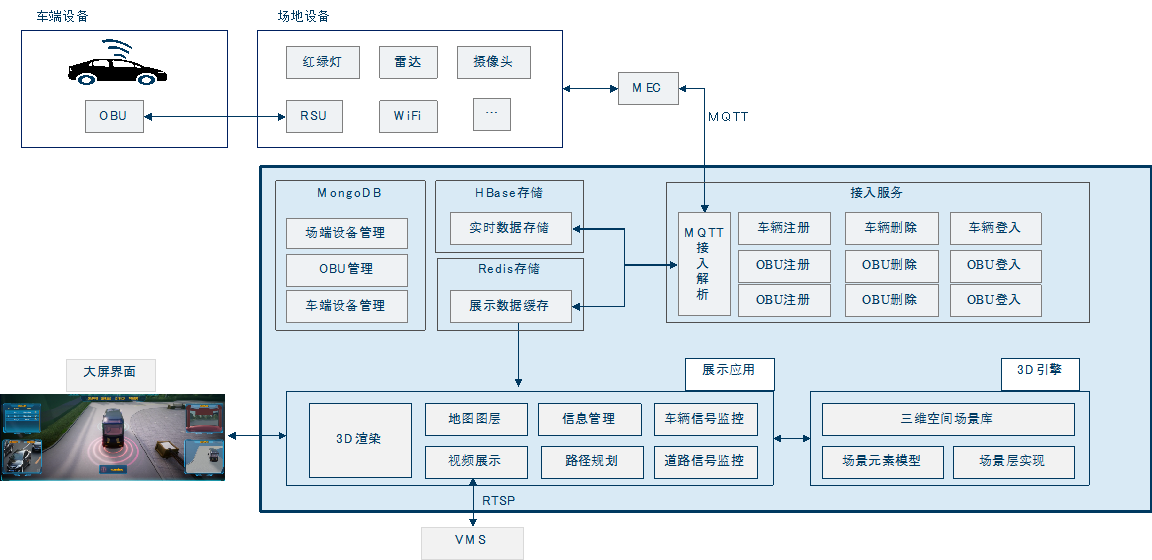 车端设备
场地设备
红绿灯
雷达
摄像头
OBU
RSU
WiFi
...
MEC
MQTT
MongoDB
场端设备管理
OBU管理
车端设备管理
HBase存储
实时数据存储
Redis存储
展示数据缓存
接入服务
MQTT
接
入
解
析
车辆注册
车辆删除
车辆登入
OBU注册
OBU删除
OBU登入
OBU注册
OBU删除
OBU登入
大屏界面
展示应用
3D渲染
地图图层
信息管理
车辆信号监控
视频展示
路径规划
道路信号监控
3D引擎
三维空间场景库
场景元素模型
场景层实现
RTSP
VMS